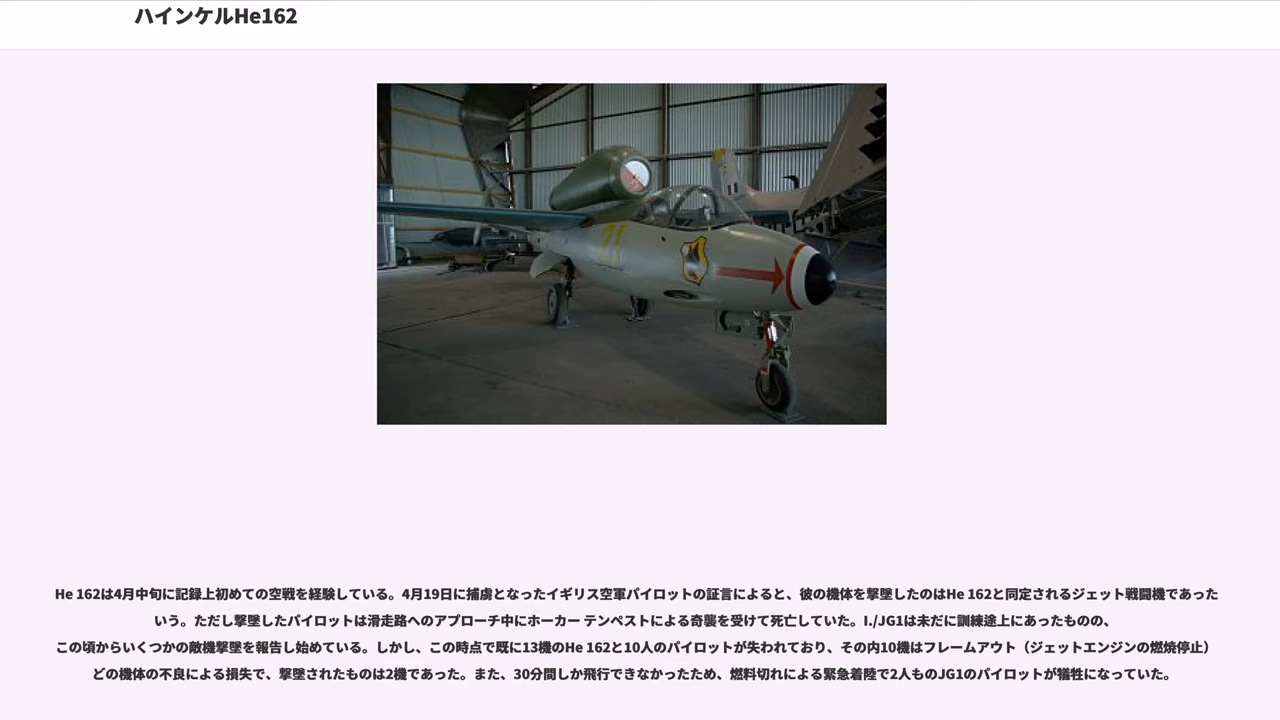 ハインケルHe162
21
He 162は4月中旬に記録上初めての空戦を経験している。4月19日に捕虜となったイギリス空軍パイロットの証言によると、彼の機体を撃墜したのはHe 162と同定されるジェット戦闘機であった
いう。ただし撃墜したパイロットは滑走路へのアプローチ中にホーカー テンペストによる奇襲を受けて死亡していた。I./JG1は未だに訓練途上にあったものの、
この頃からいくつかの敵機撃墜を報告し始めている。しかし、この時点で既に13機のHe 162と10人のパイロットが失われており、その内10機はフレームアウト（ジェットエンジンの燃焼停止）
どの機体の不良による損失で、撃墜されたものは2機であった。また、30分間しか飛行できなかったため、燃料切れによる緊急着陸で2人ものJG1のパイロットが犠牲になっていた。